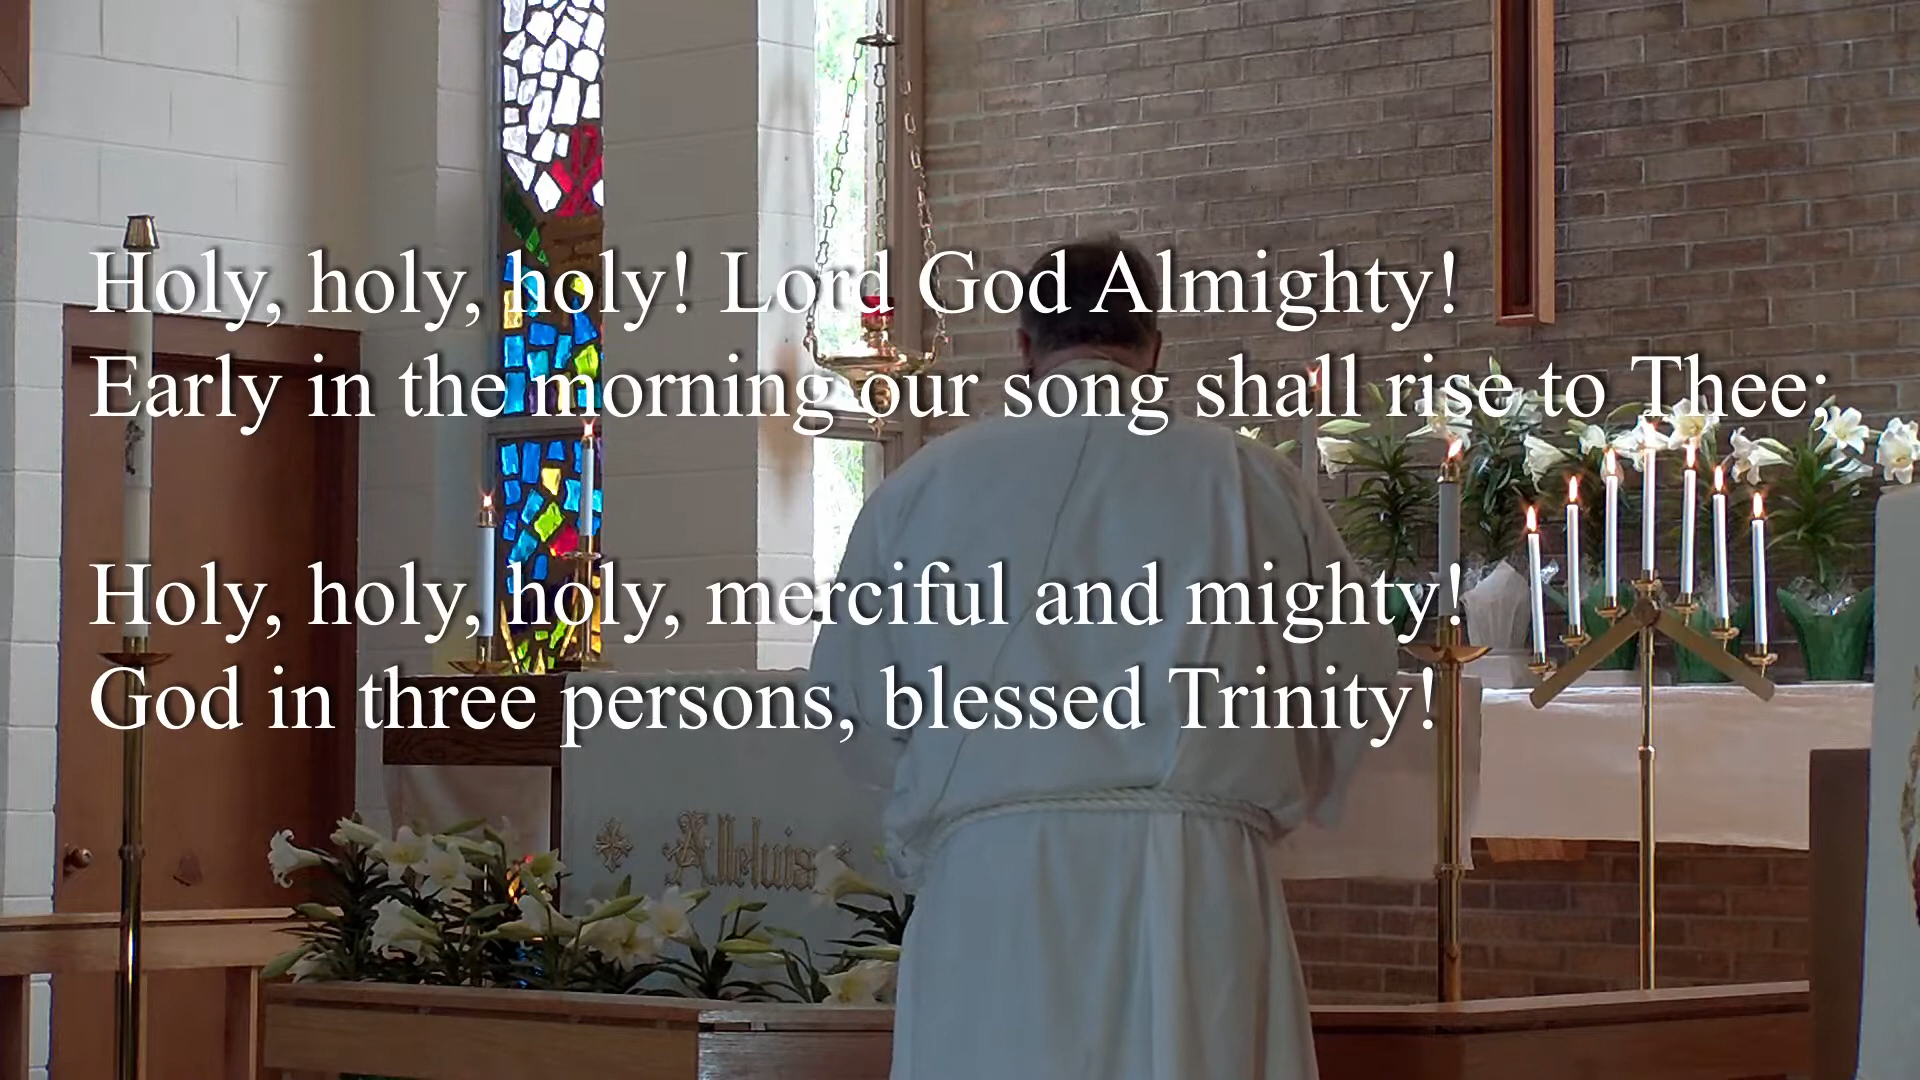 Holy, holy, holy! Lord God Almighty!
Early in the morning our song shall rise to Thee;
Holy, holy, holy, merciful and mighty!
God in three persons, blessed Trinity!
Alleluia